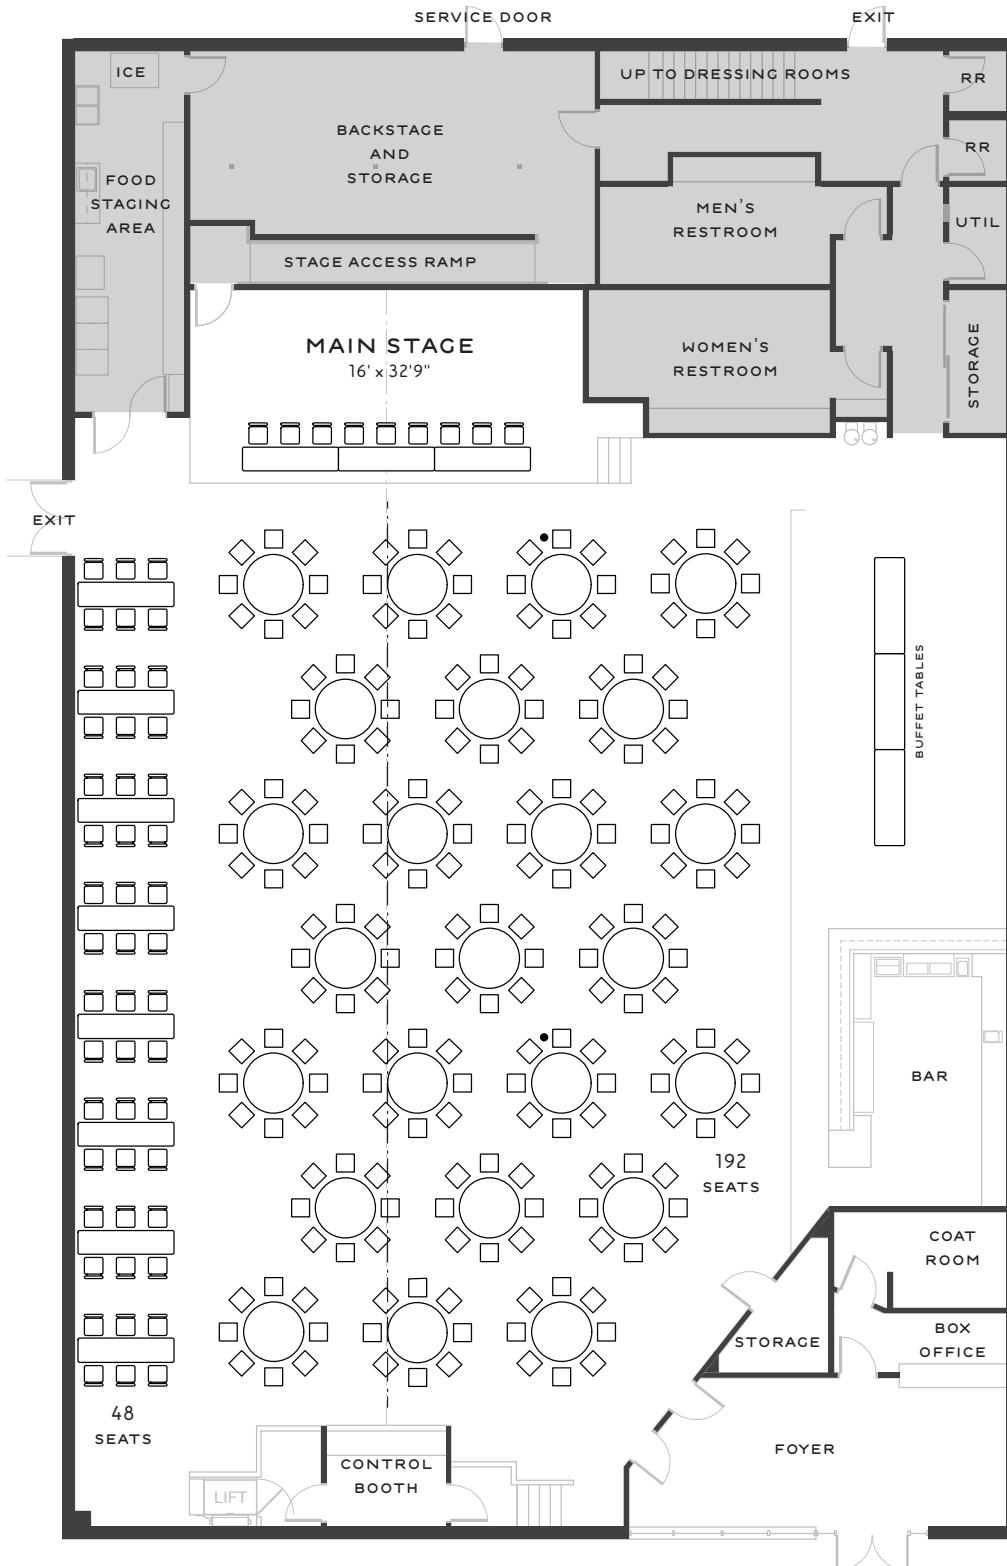 SERVICE DOOR
EXIT
ICE
UP TO DRESSING ROOMS
RR
BACKSTAGE
AND
STORAGE
RR
FOOD
STAGING
AREA
MEN'S
RESTROOM
UTIL
STAGE ACCESS RAMP
MAIN STAGE
16' x 32'9"
WOMEN'S
RESTROOM
STORAGE
EXIT
BUFFET TABLES
BAR
192
SEATS
COAT
ROOM
STORAGE
BOX
OFFICE
48
SEATS
FOYER
CONTROL
BOOTH
LIFT